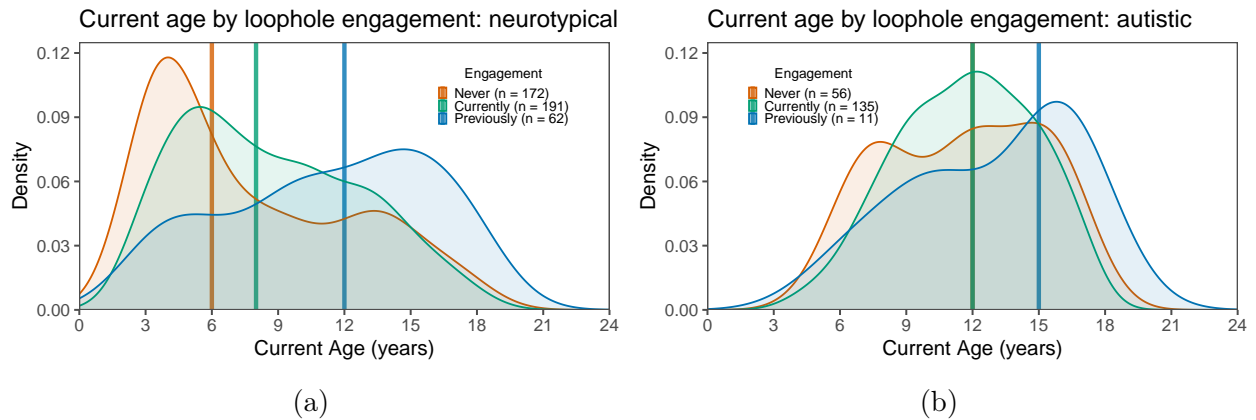 Current age by loophole engagement: neurotypical
Density
0.12
0.09
0.06
0.03
0.00
Engagement
Never (n = 172)
Currently (n = 191)
Previously (n = 62)
0 3 6 9 12 15 18 21 24
Current Age (years)
(a)
Current age by loophole engagement: autistic
Density
0.12
0.09
0.06
0.03
0.00
Engagement
Never (n = 56)
Currently (n = 135)
Previously (n = 11)
0 3 6 9 12 15 18 21 24
Current Age (years)
(b)